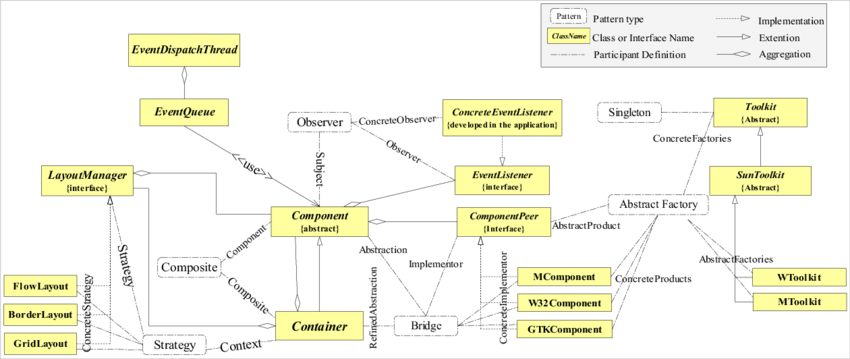 Pattern
Pattern type
Implementation
ClassName
Class or Interface Name
Extention
Participant Definition
Aggregation
EventDispatchThread
EventQueue
<<use>>
Observer
ConcreteObserver
ConcreteEventListener
{developed in the application}
Singleton
Toolkit
{Abstract}
ConcreteFactories
Observer
Subject
LayoutManager
{interface}
EventListener
{interface}
SunToolkit
{Abstract}
Component
{abstract}
ComponentPeer
{Interface}
AbstractProduct
Abstract Factory
Component
Composite
Composite
Abstraction
Implementor
AbstractFactories
Strategy
ConcreteStrategy
FlowLayout
BorderLayout
GridLayout
Strategy
Context
Container
RefinedAbstraction
Bridge
ConcreteImplementor
MComponent
W32Component
GTKComponent
ConcreteProducts
WToolkit
MToolkit